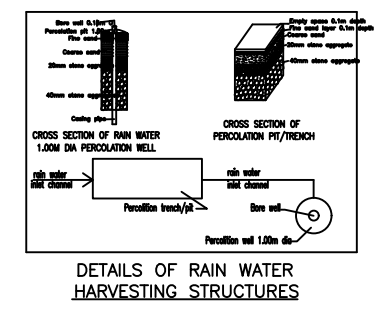 Bore well 0.15m
Percolation pit 1.00
Fine sand
Coarse sand
20mm stone aggregate
40mm stone aggregate
Casing pipe
CROSS SECTION OF RAIN WATER
1.00M DIA PERCOLATION WELL
Empty space 0.1m depth
Fine sand layer 0.1m depth
Coarse sand
20mm stone aggregate
40mm stone aggregate
CROSS SECTION OF
PERCOLATION PIT/TRENCH
rain water
inlet channel
Percolition trench/pit
rain water
inlet channel
Bore well
Percolition well 1.00m dia
DETAILS OF RAIN WATER
HARVESTING STRUCTURES